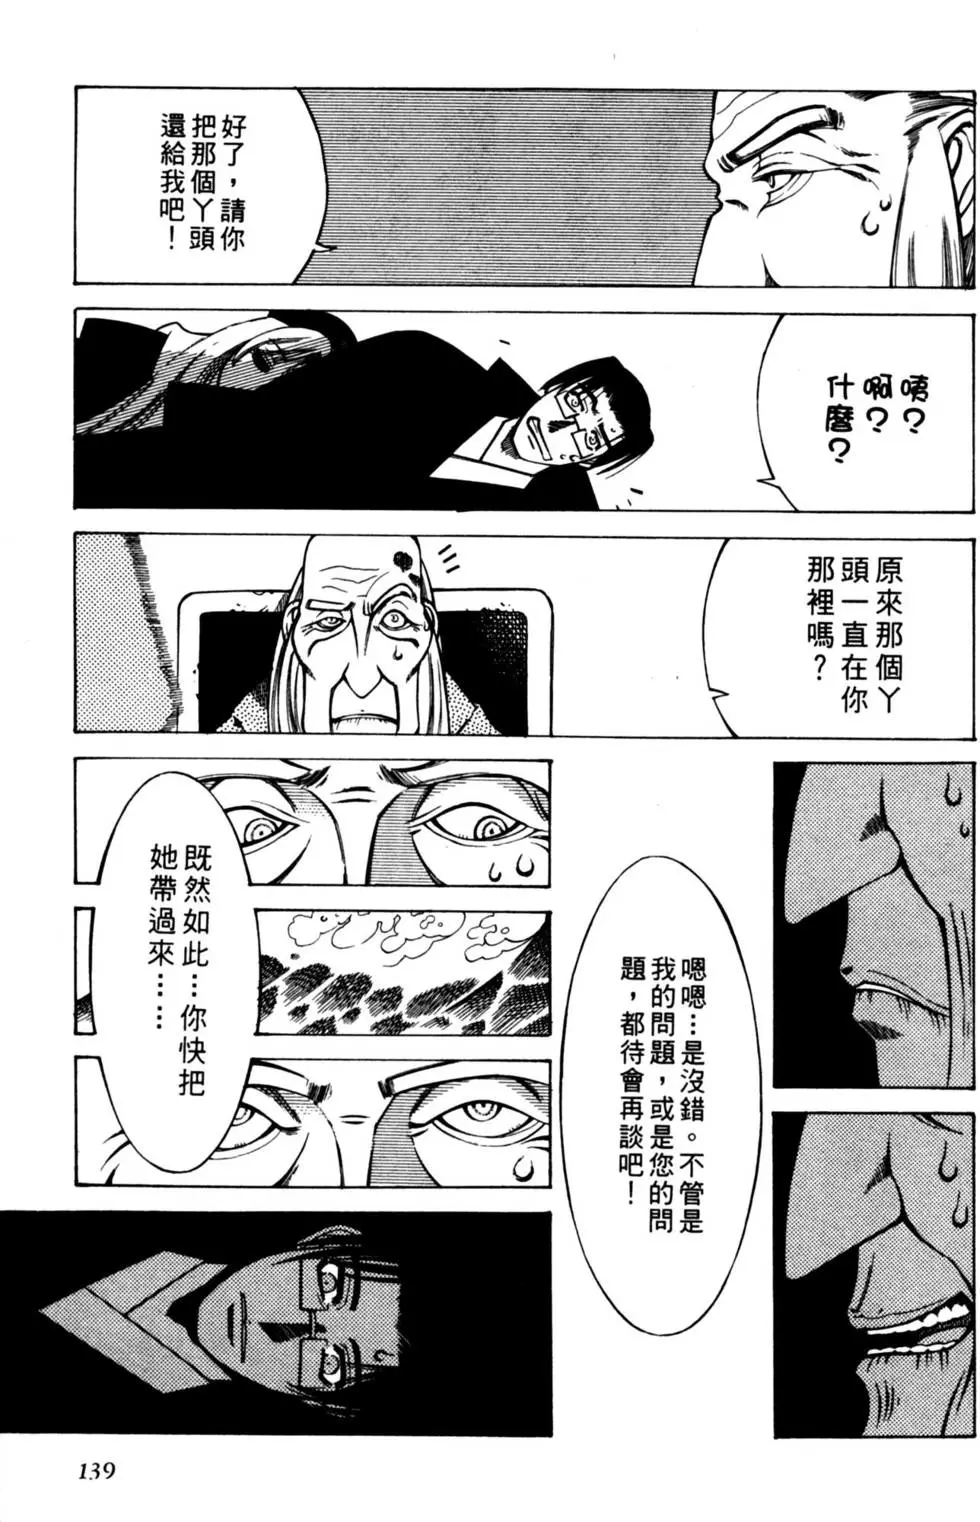 好了，請你
把那個丫頭
還給我吧！
咦？
啊？
什麼？
原來那個丫
頭一直在你
那裡嗎？
嗯嗯…是沒錯。不管是
我的問題，或是您的問
題，都待會再談吧！
既然如此…你快把
她帶過來……
139